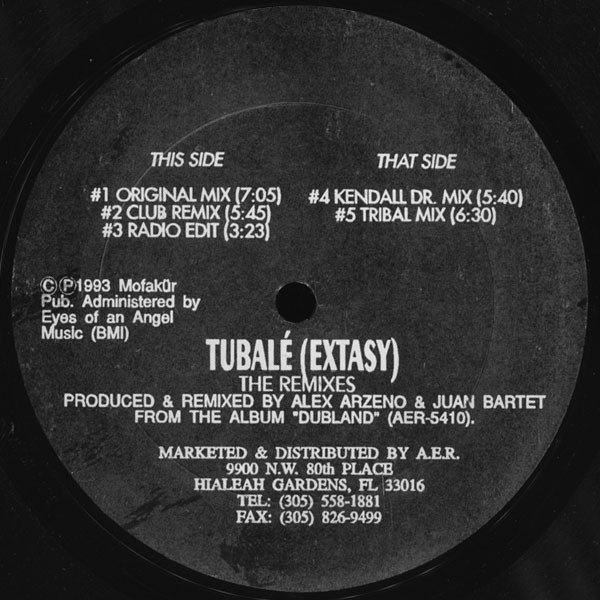 THIS SIDE
#1 ORIGINAL MIX (7:05)
#2 CLUB REMIX (5:45)
#3 RADIO EDIT (3:23)
THAT SIDE
#4 KENDALL DR. MIX (5:40)
#5 TRIBAL MIX (6:30)
©℗1993 Mofakür
Pub. Administered by
Eyes of an Angel
Music (BMI)
TUBALÉ (EXTASY)
THE REMIXES
PRODUCED & REMIXED BY ALEX ARZENO & JUAN BARTET
FROM THE ALBUM "DUBLAND" (AER-5410).
MARKETED & DISTRIBUTED BY A.E.R.
9900 N.W. 80th PLACE
HIALEAH GARDENS, FL 33016
TEL: (305) 558-1881
FAX: (305) 826-9499